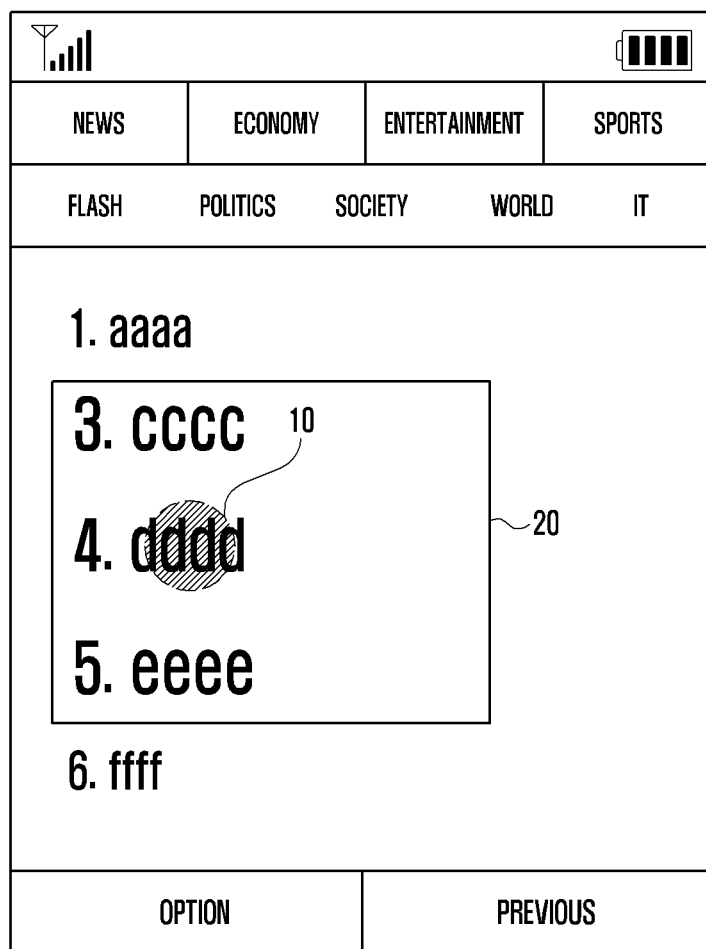 NEWS ECONOMY ENTERTAINMENT SPORTS
FLASH POLITICS SOCIETY WORLD IT
1. aaaa
3. cccc 10
4. dddd 20
5. eeee
6. ffff
OPTION PREVIOUS